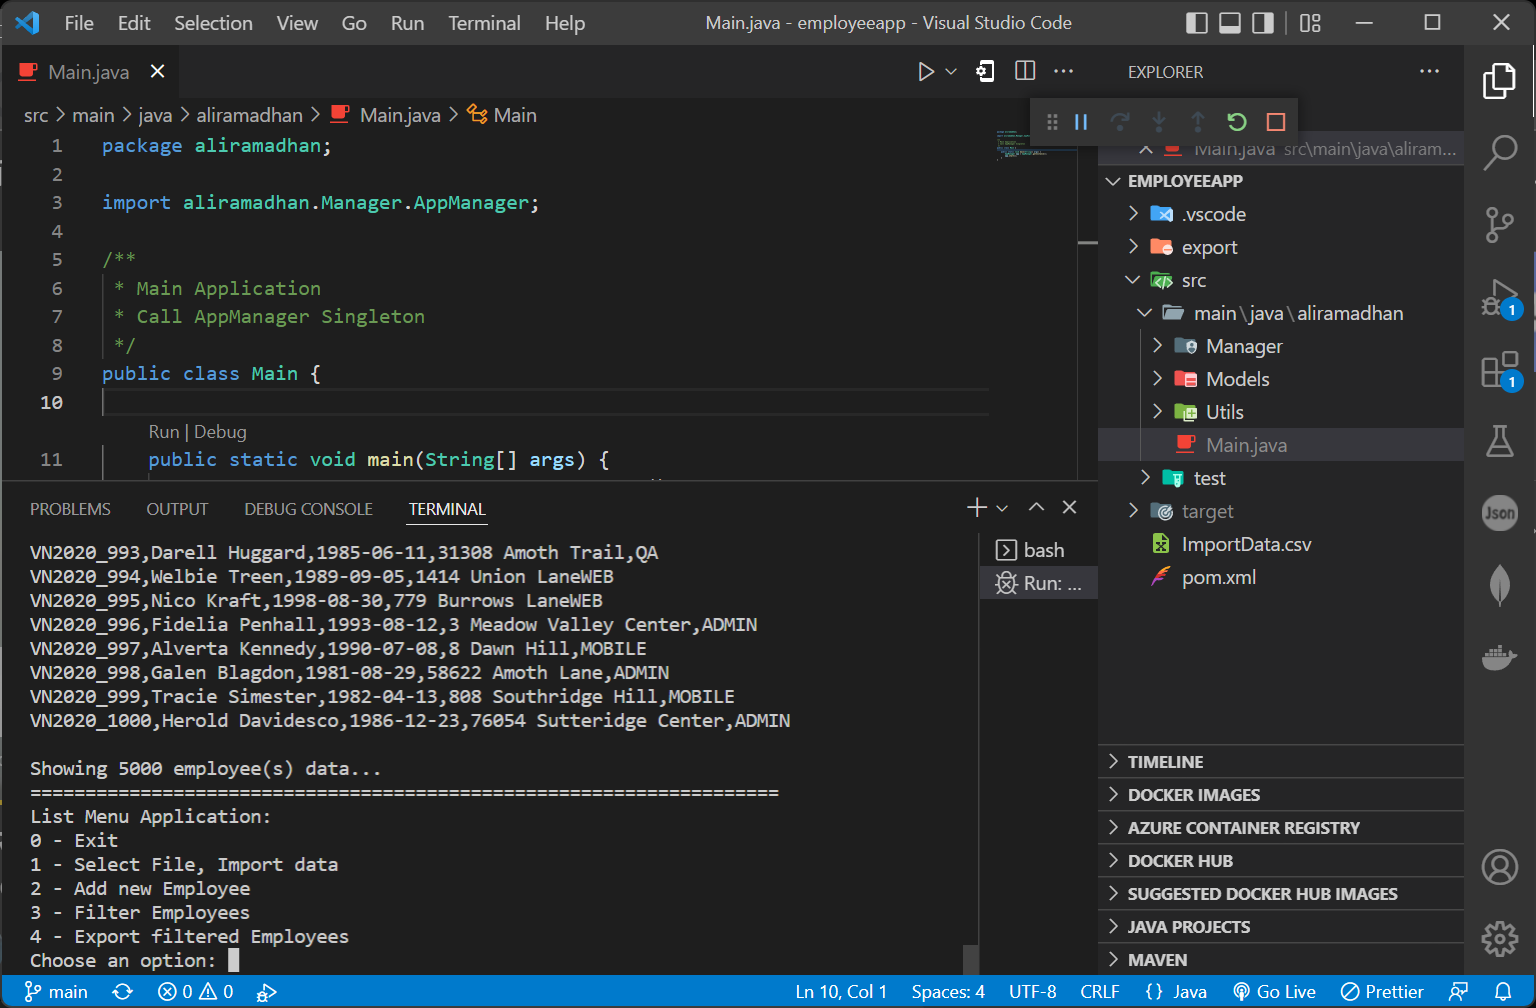 File Edit Selection View Go Run Terminal Help Main.java - employeeapp - Visual Studio Code
Main.java
EXPLORER
src > main > java > aliramadhan > Main.java > Main
Main.java src\main\java\aliram...
1 package aliramadhan;
2
3 import aliramadhan.Manager.AppManager;
4
5 /**
6 * Main Application
7 * Call AppManager Singleton
8 */
9 public class Main {
10
Run | Debug
11 public static void main(String[] args) {
EMPLOYEEAPP
.vscode
export
src
main\java\aliramadhan
Manager
Models
Utils
Main.java
test
target
ImportData.csv
pom.xml
1
1
Json
PROBLEMS OUTPUT DEBUG CONSOLE TERMINAL
bash
Run: ...
VN2020_993,Darell Huggard,1985-06-11,31308 Amoth Trail,QA
VN2020_994,Welbie Treen,1989-09-05,1414 Union LaneWEB
VN2020_995,Nico Kraft,1998-08-30,779 Burrows LaneWEB
VN2020_996,Fidelia Penhall,1993-08-12,3 Meadow Valley Center,ADMIN
VN2020_997,Alverta Kennedy,1990-07-08,8 Dawn Hill,MOBILE
VN2020_998,Galen Blagdon,1981-08-29,58622 Amoth Lane,ADMIN
VN2020_999,Tracie Simester,1982-04-13,808 Southridge Hill,MOBILE
VN2020_1000,Herold Davidesco,1986-12-23,76054 Sutteridge Center,ADMIN
Showing 5000 employee(s) data...
====================================================================
List Menu Application:
0 - Exit
1 - Select File, Import data
2 - Add new Employee
3 - Filter Employees
4 - Export filtered Employees
Choose an option:
TIMELINE
DOCKER IMAGES
AZURE CONTAINER REGISTRY
DOCKER HUB
SUGGESTED DOCKER HUB IMAGES
JAVA PROJECTS
MAVEN
main 0 0 Ln 10, Col 1 Spaces: 4 UTF-8 CRLF {} Java Go Live Prettier